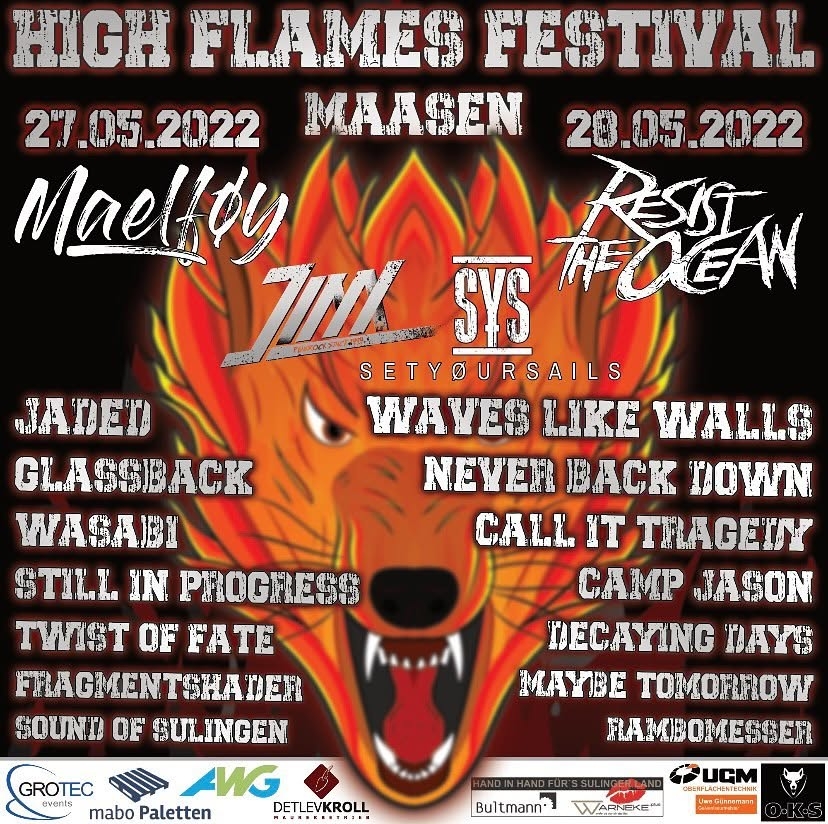 HIGH FLAMES FESTIVAL
MAASEN
27.05.2022
28.05.2022
Maelføy
RESIST
THE OCEAN
JINX
SYS
SETYØURSAILS
JADED
WAVES LIKE WALLS
GLASSBACK
NEVER BACK DOWN
WASABI
CALL IT TRAGEDY
STILL IN PROGRESS
CAMP JASON
TWIST OF FATE
DECAYING DAYS
FRAGMENTSHADER
MAYBE TOMORROW
SOUND OF SULINGEN
RAMBOMESSER
GROTEC
events
mabo Paletten
AWG
DETLEVKROLL
MAURERBETRIEB
HAND IN HAND FÜR'S SULINGER LAND
Bultmann
WARNEKE
UGM
OBERFLÄCHENTECHNIK
Uwe Günnemann
O·K·S